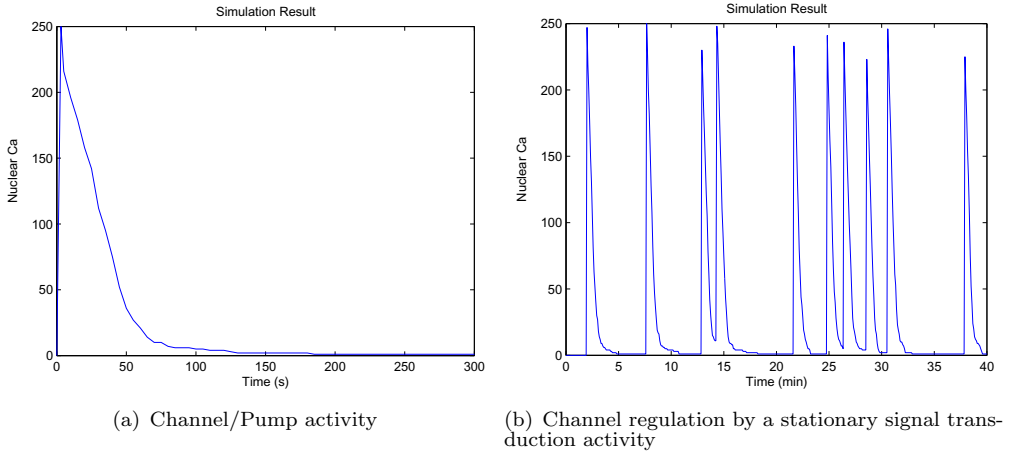 Simulation Result
250
200
150
100
50
0
Nuclear Ca
0 50 100 150 200 250 300
Time (s)
(a) Channel/Pump activity
Simulation Result
250
200
150
100
50
0
Nuclear Ca
0 5 10 15 20 25 30 35 40
Time (min)
(b) Channel regulation by a stationary signal trans-
duction activity